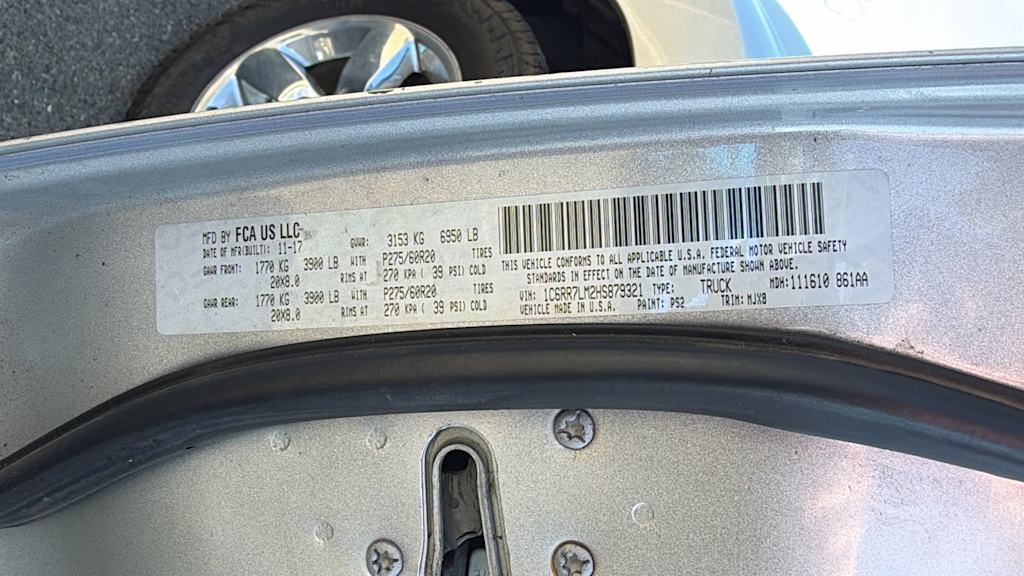 MFD BY FCA US LLC
DATE OF MFR(BUILT): 11-17 GVWR: 3153 KG 6950 LB
GAWR FRONT: 1770 KG 3900 LB WITH P275/60R20 TIRES
20X8.0 RIMS AT 270 KPA ( 39 PSI) COLD
GAWR REAR: 1770 KG 3900 LB WITH P275/60R20 TIRES
20X8.0 RIMS AT 270 KPA ( 39 PSI) COLD
THIS VEHICLE CONFORMS TO ALL APPLICABLE U.S.A. FEDERAL MOTOR VEHICLE SAFETY
STANDARDS IN EFFECT ON THE DATE OF MANUFACTURE SHOWN ABOVE.
VIN: 1C6RR7LM2HS879321 TYPE: TRUCK MDH:111610 861AA
VEHICLE MADE IN U.S.A. PAINT: PS2 TRIM: MJX8